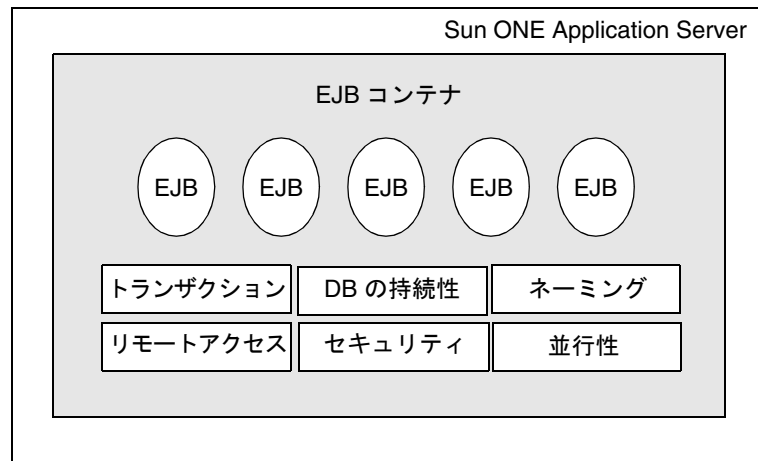 Sun ONE Application Server
EJB コンテナ
EJB EJB EJB EJB EJB
トランザクション DB の持続性 ネーミング
リモートアクセス セキュリティ 並行性